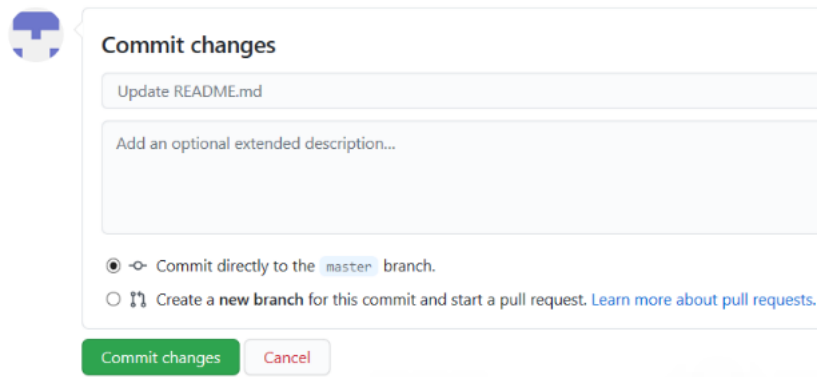 Commit changes
Update README.md
Add an optional extended description...
Commit directly to the master branch.
Create a new branch for this commit and start a pull request. Learn more about pull requests.
Commit changes
Cancel